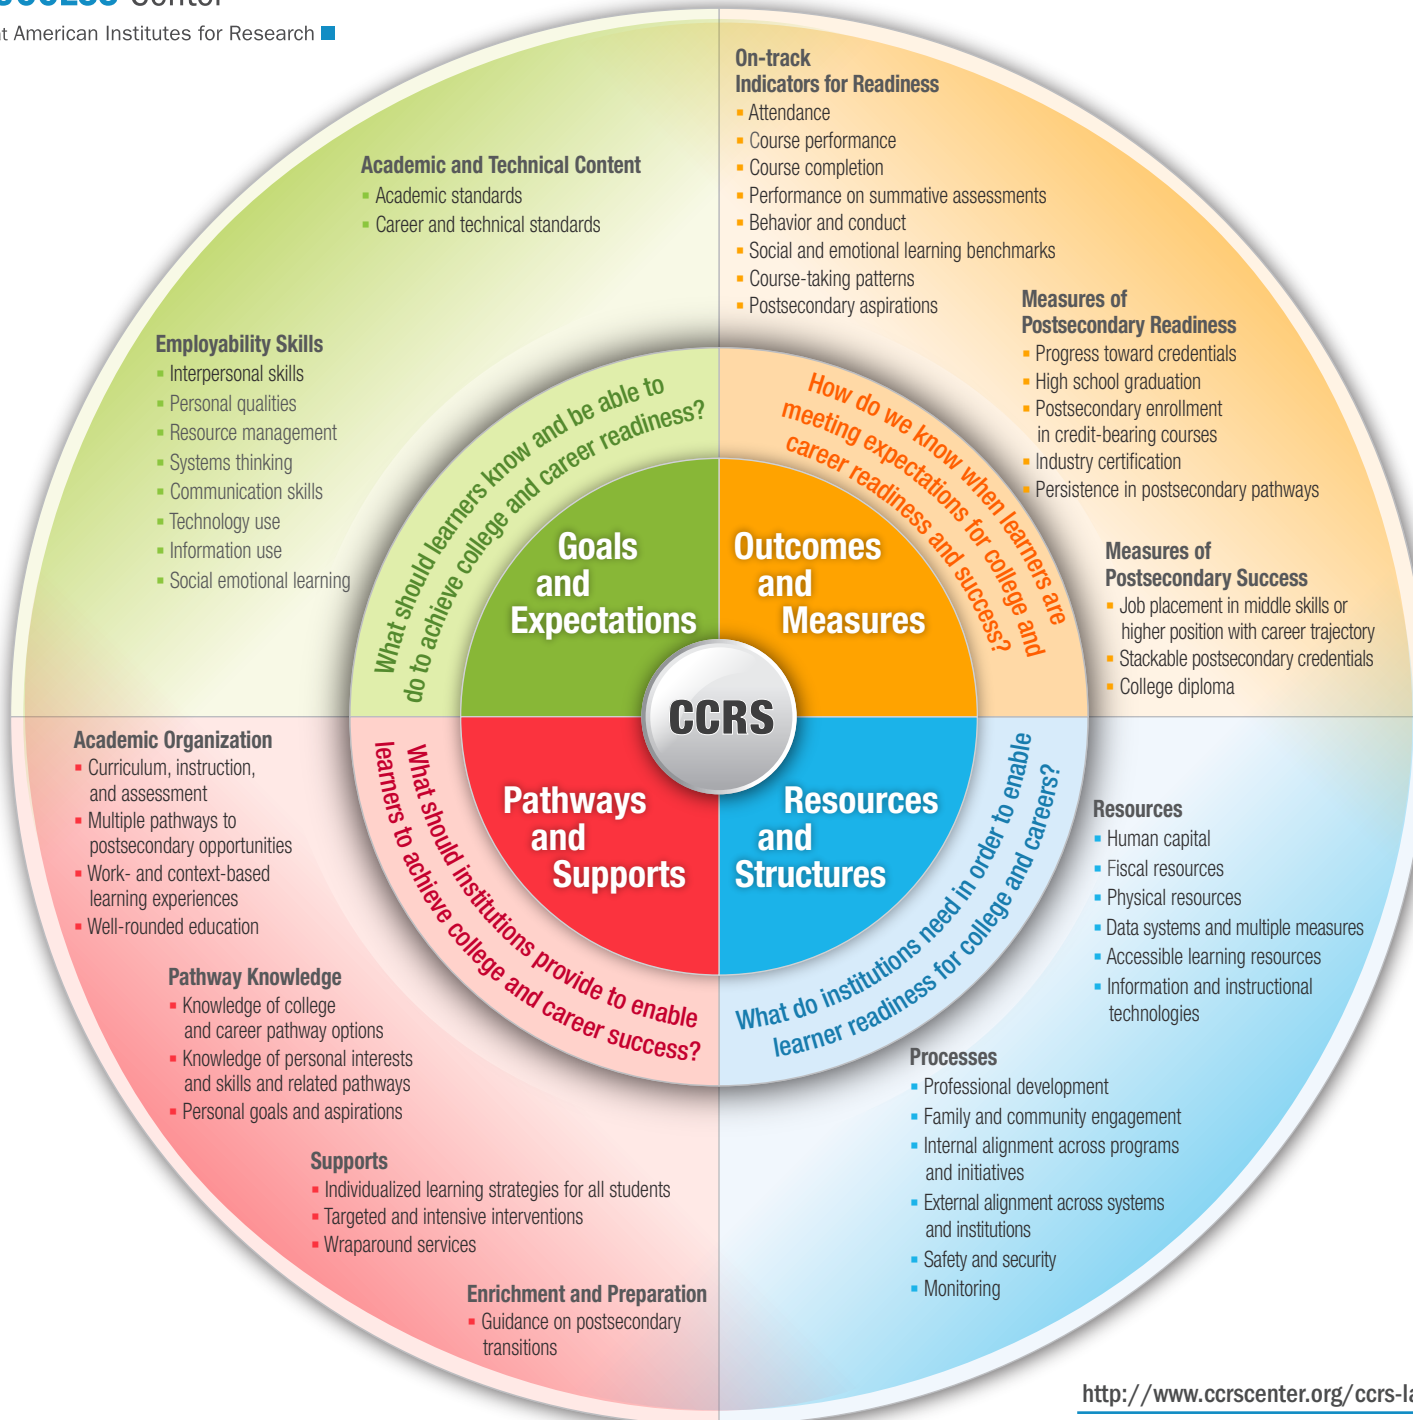 Center
at American Institutes for Research
Academic and Technical Content
Academic standards
Career and technical standards
Employability Skills
Interpersonal skills
Personal qualities
Resource management
Systems thinking
Communication skills
Technology use
Information use
Social emotional learning
What should learners know and be able to
do to achieve college and career readiness?
Goals
and
Expectations
On-track
Indicators for Readiness
Attendance
Course performance
Course completion
Performance on summative assessments
Behavior and conduct
Social and emotional learning benchmarks
Course-taking patterns
Postsecondary aspirations
Measures of
Postsecondary Readiness
Progress toward credentials
High school graduation
Postsecondary enrollment
in credit-bearing courses
Industry certification
Persistence in postsecondary pathways
Measures of
Postsecondary Success
Job placement in middle skills or
higher position with career trajectory
Stackable postsecondary credentials
College diploma
How do we know when learners are
meeting expectations for college and
career readiness and success?
Outcomes
and
Measures
CCRS
Academic Organization
Curriculum, instruction,
and assessment
Multiple pathways to
postsecondary opportunities
Work- and context-based
learning experiences
Well-rounded education
Pathway Knowledge
Knowledge of college
and career pathway options
Knowledge of personal interests
and skills and related pathways
Personal goals and aspirations
Supports
Individualized learning strategies for all students
Targeted and intensive interventions
Wraparound services
Enrichment and Preparation
Guidance on postsecondary
transitions
What should institutions provide to enable
learners to achieve college and career success?
Pathways
and
Supports
Resources
and
Structures
What do institutions need in order to enable
learner readiness for college and careers?
Resources
Human capital
Fiscal resources
Physical resources
Data systems and multiple measures
Accessible learning resources
Information and instructional
technologies
Processes
Professional development
Family and community engagement
Internal alignment across programs
and initiatives
External alignment across systems
and institutions
Safety and security
Monitoring
http://www.ccrscenter.org/ccrs-la